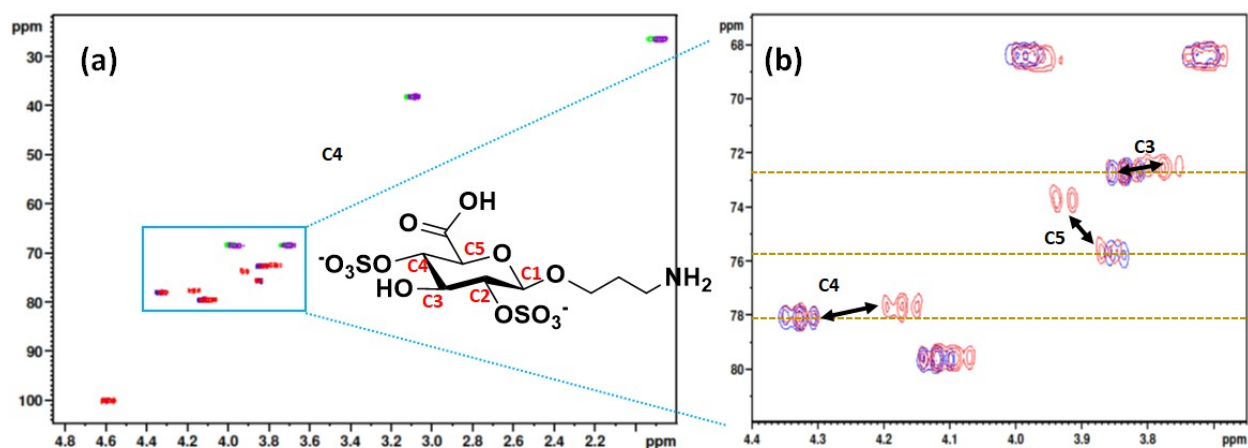 ppm
(a)
30
40
50
60
70
80
90
100
C4
OH
O
C5
O
⁻O3SO
C4
C1
O
NH2
HO
C3
C2
OSO3⁻
4.8 4.6 4.4 4.2 4.0 3.8 3.6 3.4 3.2 3.0 2.8 2.6 2.4 2.2 ppm
ppm
(b)
68
70
72
74
76
78
80
C3
C5
C4
4.4 4.3 4.2 4.1 4.0 3.9 3.8 ppm